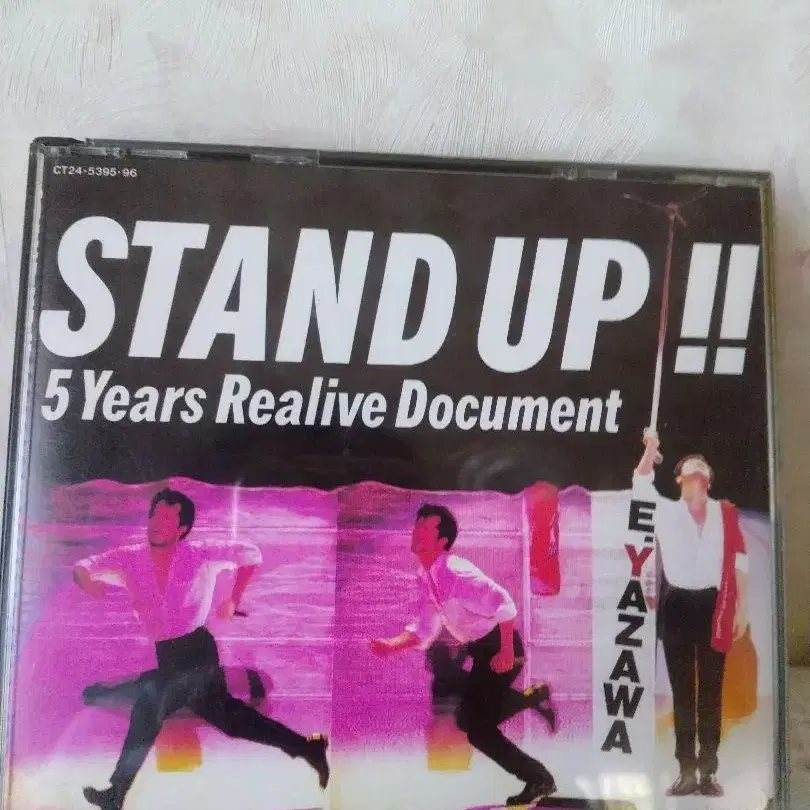 CT24-5395·96
STAND UP!!
5 Years Realive Document
E.YAZAWA